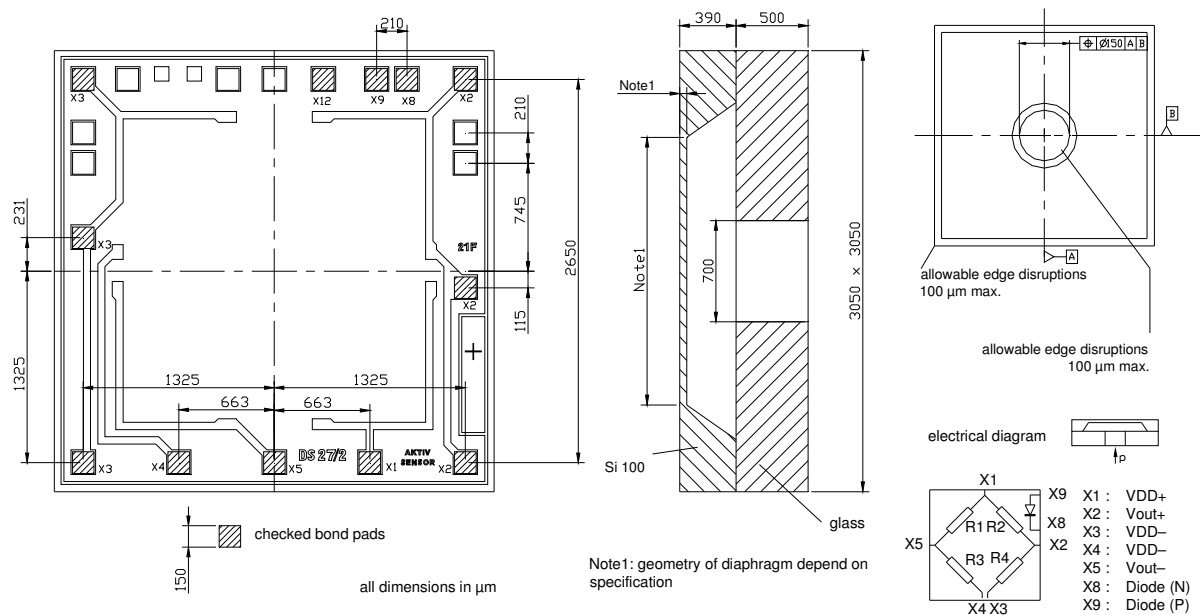 210
X3
X12
X9
X8
X2
210
745
2650
231
X3
21F
X2
115
1325
1325
1325
663
663
X3
X4
X5
DS 27/2
X1
AKTIV
SENSOR
X2
150
checked bond pads
all dimensions in µm
390
500
Note1
Note1
700
3050 × 3050
Si 100
glass
Note1: geometry of diaphragm depend on
specification
⌖ Ø150 A B
B
A
allowable edge disruptions
100 µm max.
allowable edge disruptions
100 µm max.
electrical diagram
p
X1
X9
X8
R1 R2
X5
X2
R3 R4
X4 X3
X1 : VDD+
X2 : Vout+
X3 : VDD–
X4 : VDD–
X5 : Vout–
X8 : Diode (N)
X9 : Diode (P)